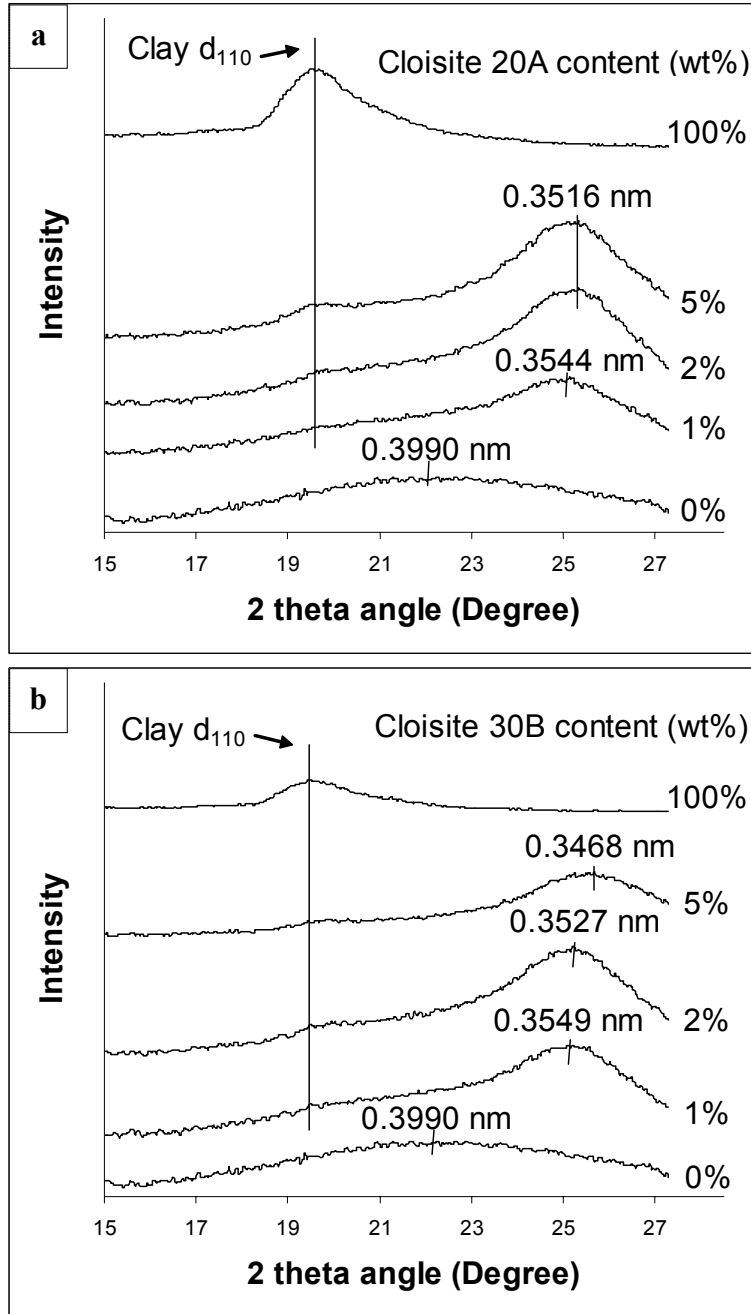 a
Clay d110
Cloisite 20A content (wt%)
100%
0.3516 nm
5%
0.3544 nm
2%
1%
0.3990 nm
0%
Intensity
15 17 19 21 23 25 27
2 theta angle (Degree)
b
Clay d110
Cloisite 30B content (wt%)
100%
0.3468 nm
5%
0.3527 nm
2%
0.3549 nm
1%
0.3990 nm
0%
Intensity
15 17 19 21 23 25 27
2 theta angle (Degree)